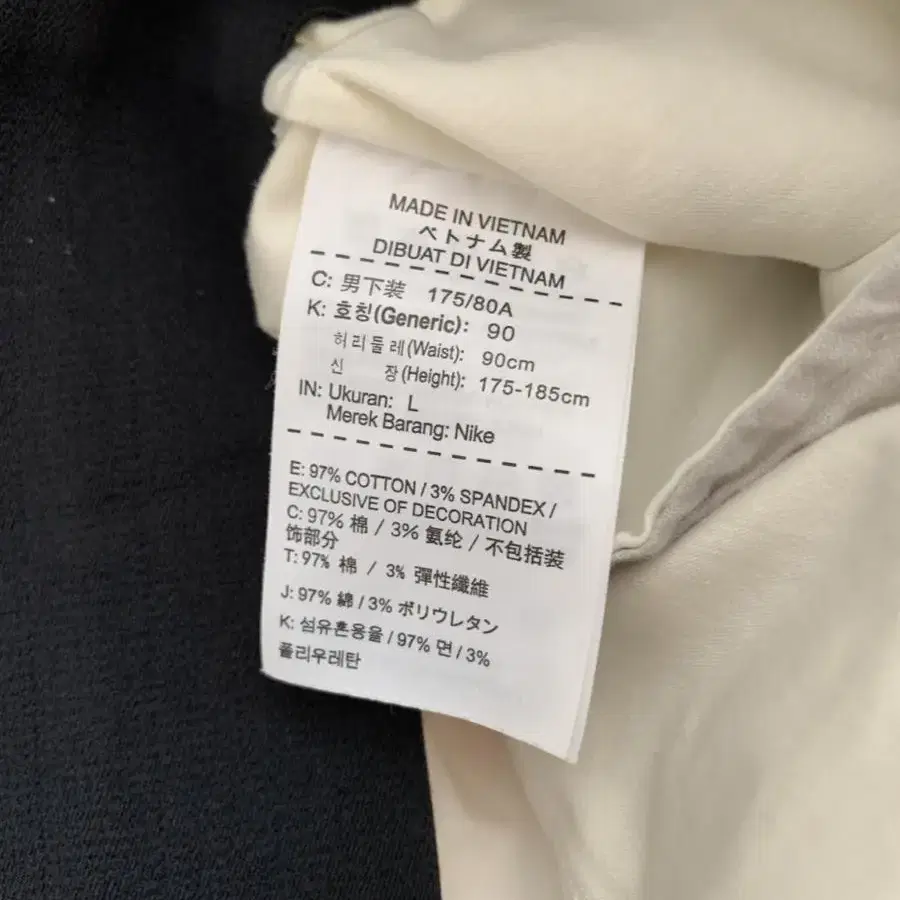 MADE IN VIETNAM
ベトナム製
DIBUAT DI VIETNAM
C: 男下装 175/80A
K: 호칭(Generic): 90
허리둘레(Waist): 90cm
신 장(Height): 175-185cm
IN: Ukuran: L
Merek Barang: Nike
E: 97% COTTON / 3% SPANDEX /
EXCLUSIVE OF DECORATION
C: 97% 棉 / 3% 氨纶 / 不包括装
饰部分
T: 97% 棉 / 3% 彈性纖維
J: 97% 綿 / 3% ポリウレタン
K: 섬유혼용율 / 97% 면 / 3%
폴리우레탄